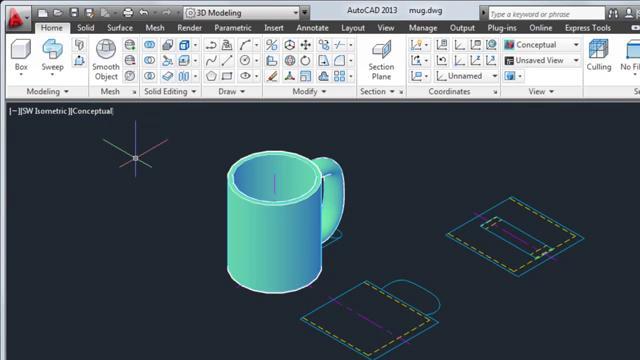 3D Modeling AutoCAD 2013 mug.dwg Type a keyword or phrase
Home Solid Surface Mesh Render Parametric Insert Annotate View Manage Output Plug-ins Online Express Tools
Box Sweep Smooth Object Section Plane Conceptual Culling No Fil
Unsaved View
Unnamed
Modeling Mesh Solid Editing Draw Modify Section Coordinates View
[−][SW Isometric][Conceptual]